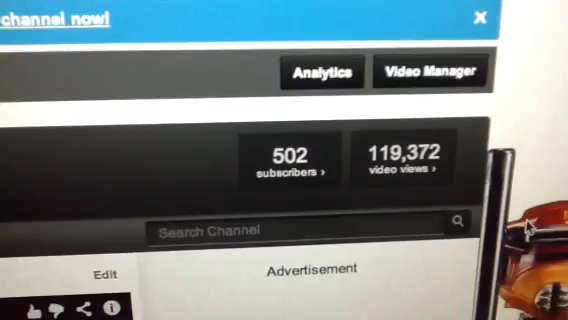 channel now!
Analytics Video Manager
502 119,372
subscribers › video views ›
Search Channel
Edit Advertisement